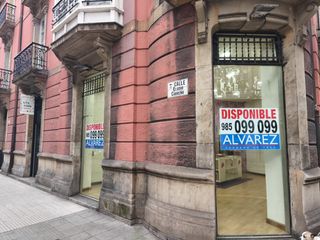 DISPONIBLE
985 099 099
ALVAREZ
CALLE
DISPONIBLE
985 099 099
ALVAREZ